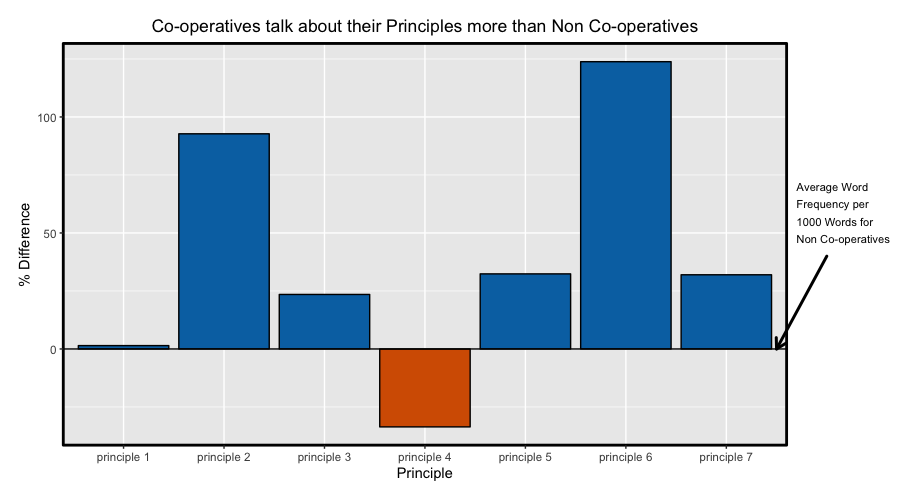 Co-operatives talk about their Principles more than Non Co-operatives
% Difference
100
50
0
Average Word
Frequency per
1000 Words for
Non Co-operatives
principle 1
principle 2
principle 3
principle 4
principle 5
principle 6
principle 7
Principle